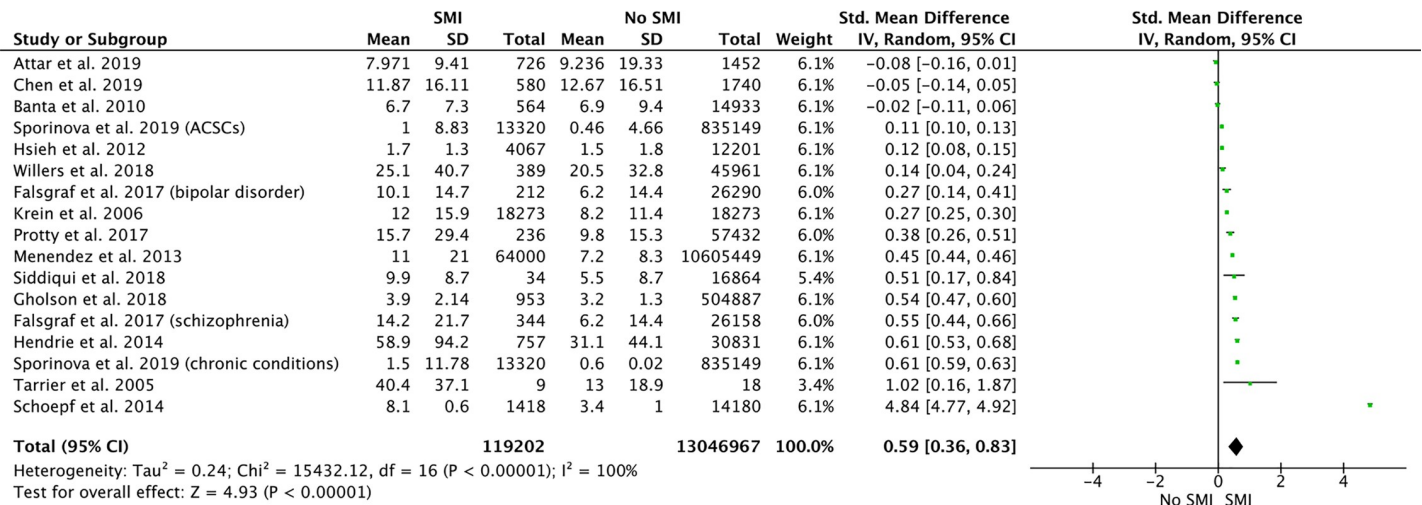 SMI No SMI Std. Mean Difference Std. Mean Difference
Study or Subgroup Mean SD Total Mean SD Total Weight IV, Random, 95% CI IV, Random, 95% CI
Attar et al. 2019 7.971 9.41 726 9.236 19.33 1452 6.1% −0.08 [−0.16, 0.01]
Chen et al. 2019 11.87 16.11 580 12.67 16.51 1740 6.1% −0.05 [−0.14, 0.05]
Banta et al. 2010 6.7 7.3 564 6.9 9.4 14933 6.1% −0.02 [−0.11, 0.06]
Sporinova et al. 2019 (ACSCs) 1 8.83 13320 0.46 4.66 835149 6.1% 0.11 [0.10, 0.13]
Hsieh et al. 2012 1.7 1.3 4067 1.5 1.8 12201 6.1% 0.12 [0.08, 0.15]
Willers et al. 2018 25.1 40.7 389 20.5 32.8 45961 6.1% 0.14 [0.04, 0.24]
Falsgraf et al. 2017 (bipolar disorder) 10.1 14.7 212 6.2 14.4 26290 6.0% 0.27 [0.14, 0.41]
Krein et al. 2006 12 15.9 18273 8.2 11.4 18273 6.1% 0.27 [0.25, 0.30]
Protty et al. 2017 15.7 29.4 236 9.8 15.3 57432 6.0% 0.38 [0.26, 0.51]
Menendez et al. 2013 11 21 64000 7.2 8.3 10605449 6.1% 0.45 [0.44, 0.46]
Siddiqui et al. 2018 9.9 8.7 34 5.5 8.7 16864 5.4% 0.51 [0.17, 0.84]
Gholson et al. 2018 3.9 2.14 953 3.2 1.3 504887 6.1% 0.54 [0.47, 0.60]
Falsgraf et al. 2017 (schizophrenia) 14.2 21.7 344 6.2 14.4 26158 6.0% 0.55 [0.44, 0.66]
Hendrie et al. 2014 58.9 94.2 757 31.1 44.1 30831 6.1% 0.61 [0.53, 0.68]
Sporinova et al. 2019 (chronic conditions) 1.5 11.78 13320 0.6 0.02 835149 6.1% 0.61 [0.59, 0.63]
Tarrier et al. 2005 40.4 37.1 9 13 18.9 18 3.4% 1.02 [0.16, 1.87]
Schoepf et al. 2014 8.1 0.6 1418 3.4 1 14180 6.1% 4.84 [4.77, 4.92]
Total (95% CI) 119202 13046967 100.0% 0.59 [0.36, 0.83]
Heterogeneity: Tau² = 0.24; Chi² = 15432.12, df = 16 (P < 0.00001); I² = 100%
Test for overall effect: Z = 4.93 (P < 0.00001)
−4 −2 0 2 4
No SMI SMI